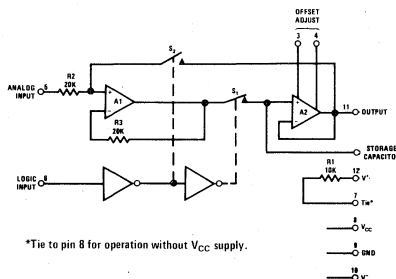 OFFSET
ADJUST
3 4
S2
R2
20K
ANALOG
INPUT
5
A1
S1
A2
11 OUTPUT
R3
20K
STORAGE
CAPACITOR
R1
10K
12 V+
LOGIC
INPUT
7
Tie*
8
VCC
9
GND
10
V-
*Tie to pin 8 for operation without VCC supply.